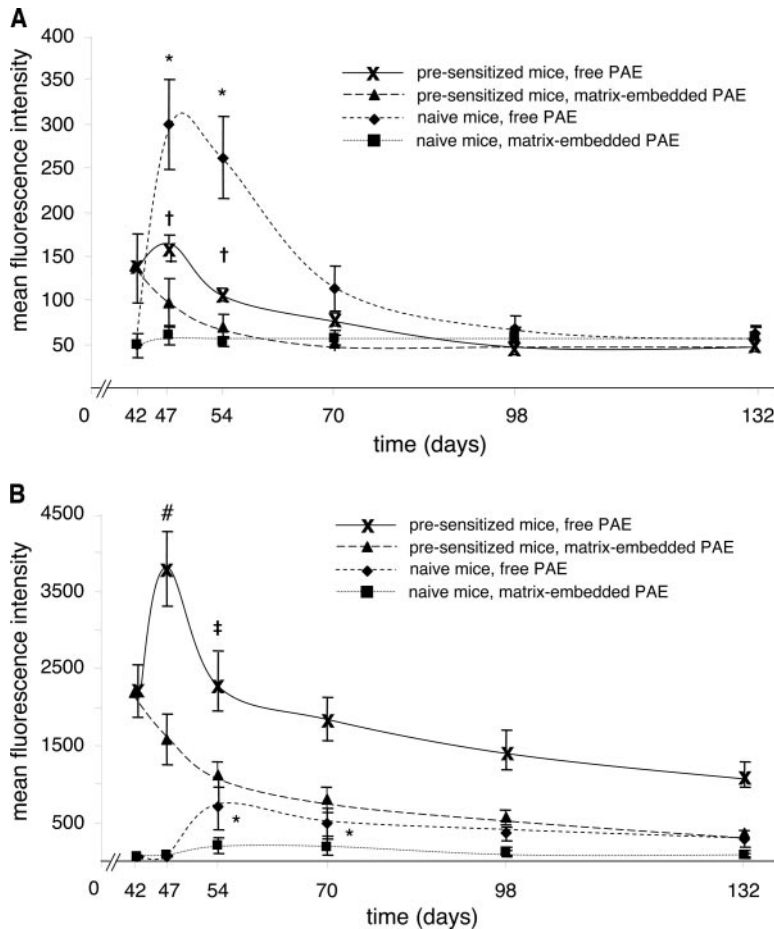 A
400
350
300
250
200
150
100
50
mean fluorescence intensity
pre-sensitized mice, free PAE
pre-sensitized mice, matrix-embedded PAE
naive mice, free PAE
naive mice, matrix-embedded PAE
*
*
†
†
0 42 47 54 70 98 132
time (days)
B
4500
3500
2500
1500
500
mean fluorescence intensity
pre-sensitized mice, free PAE
pre-sensitized mice, matrix-embedded PAE
naive mice, free PAE
naive mice, matrix-embedded PAE
#
‡
*
*
0 42 47 54 70 98 132
time (days)